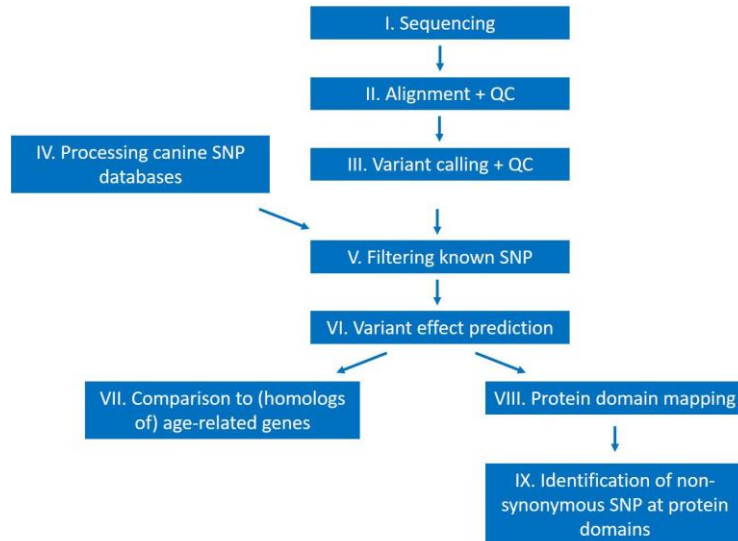 I. Sequencing
II. Alignment + QC
IV. Processing canine SNP
databases
III. Variant calling + QC
V. Filtering known SNP
VI. Variant effect prediction
VII. Comparison to (homologs
of) age-related genes
VIII. Protein domain mapping
IX. Identification of non-
synonymous SNP at protein
domains